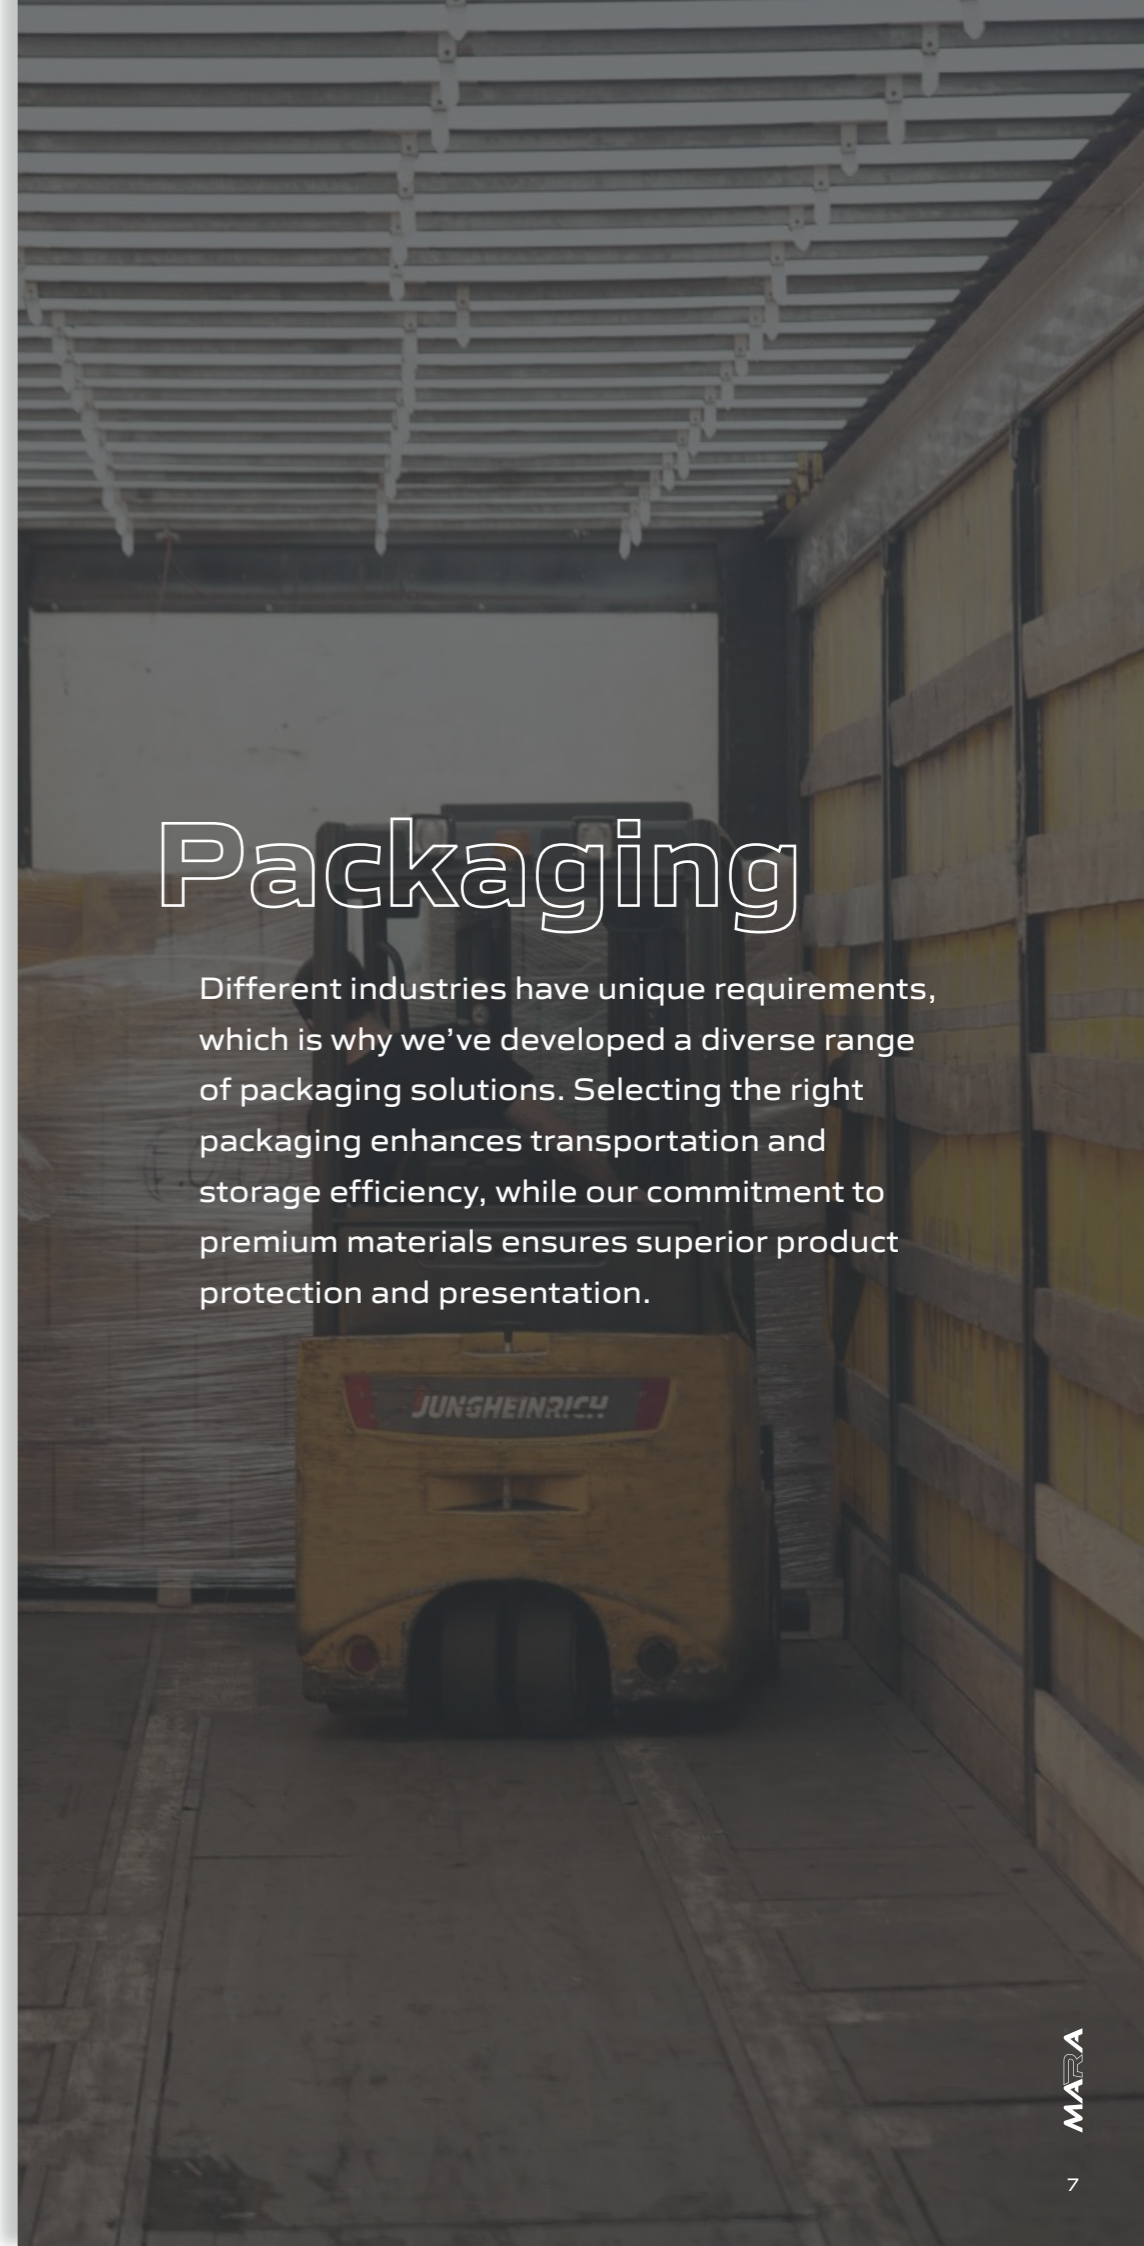 Packaging
Different industries have unique requirements,
which is why we’ve developed a diverse range
of packaging solutions. Selecting the right
packaging enhances transportation and
storage efficiency, while our commitment to
premium materials ensures superior product
protection and presentation.
JUNGHEINRICH
MARA
7